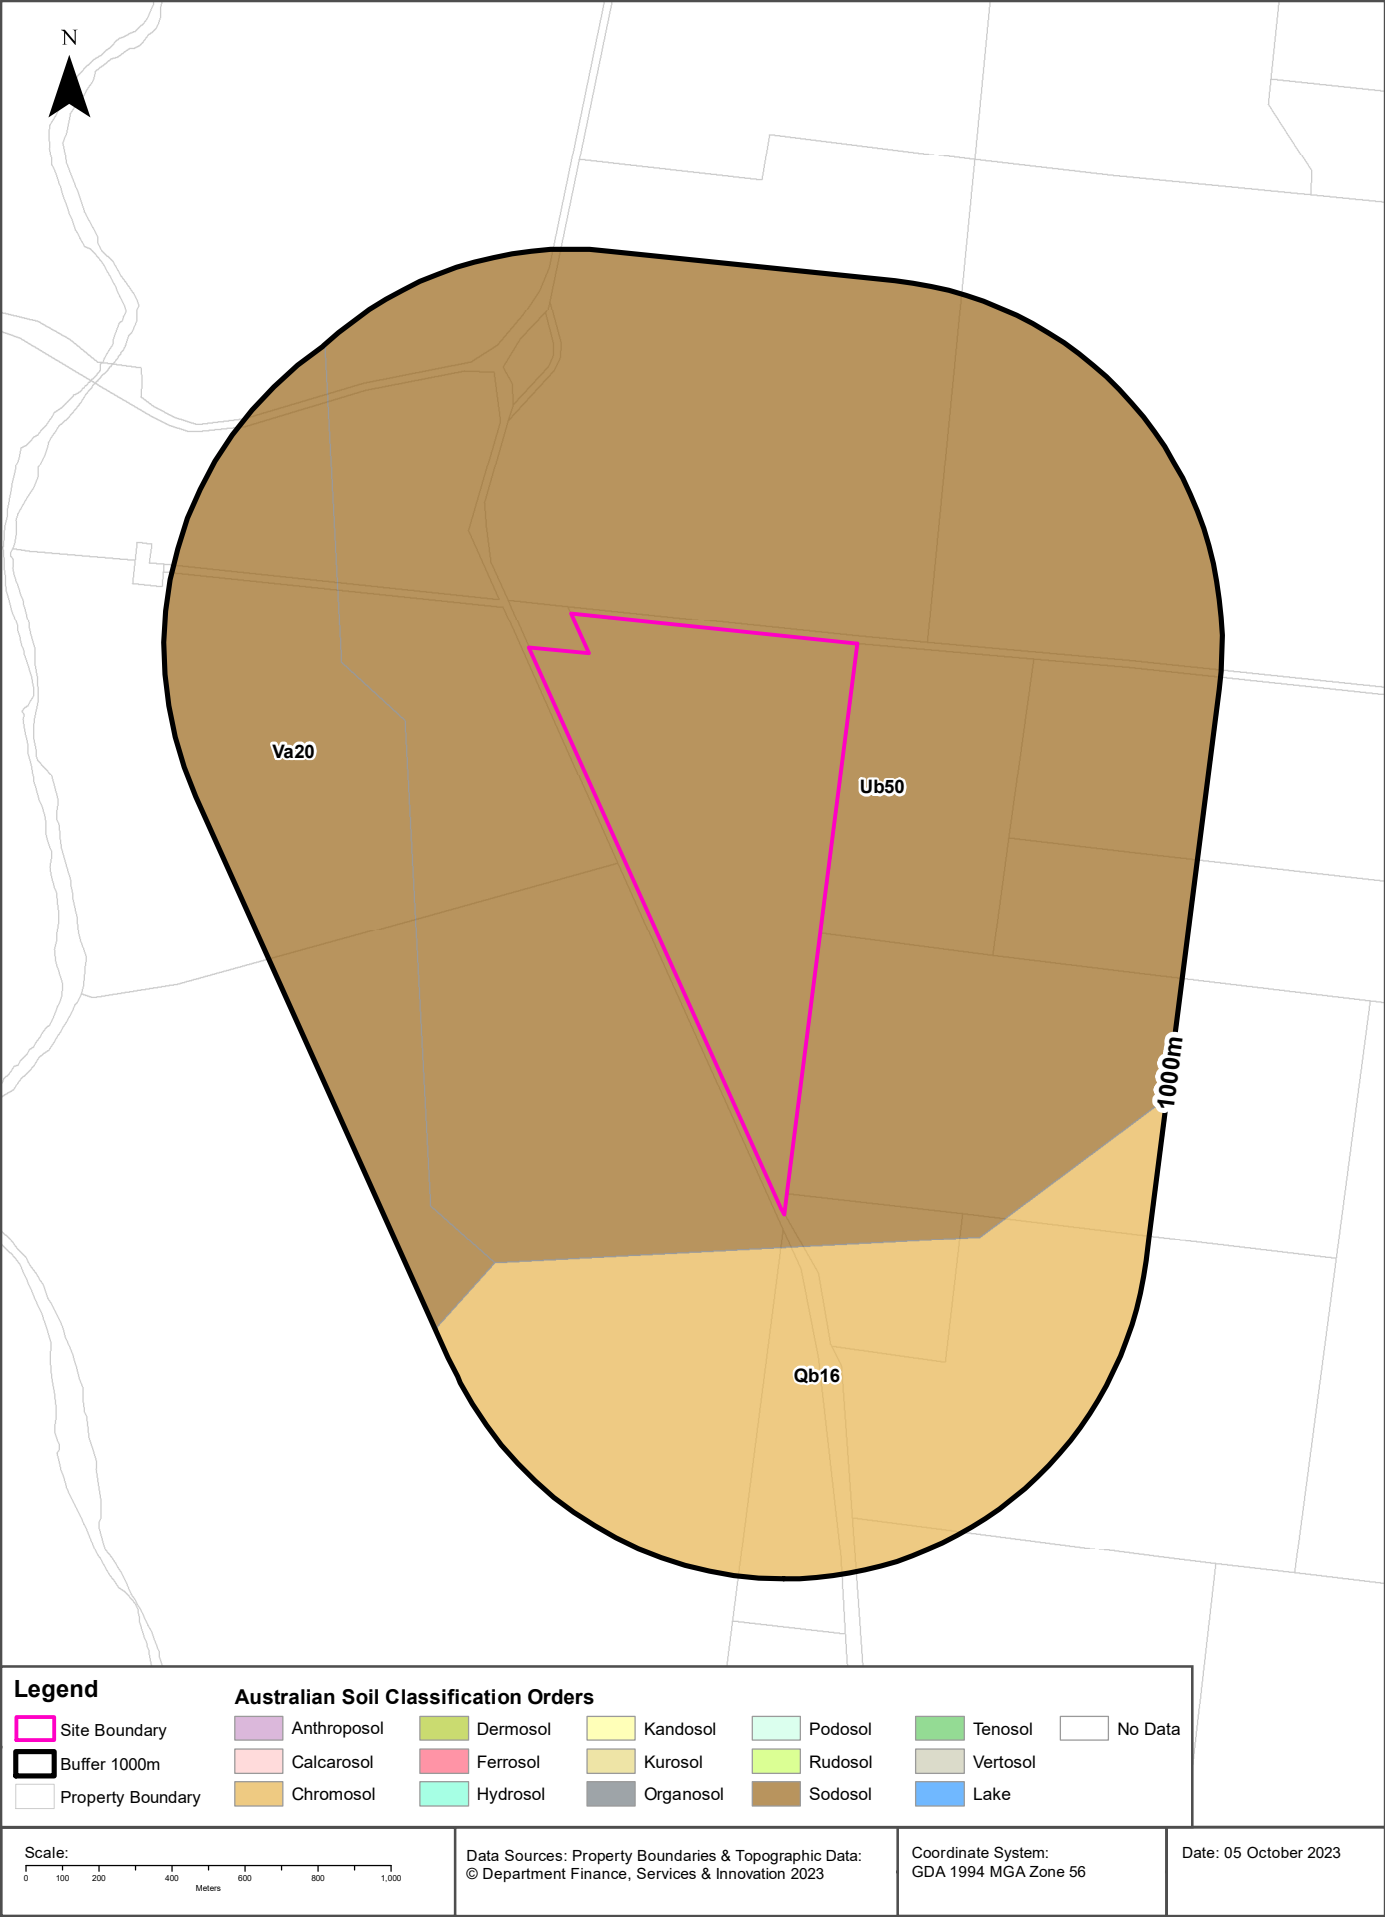 N
Va20
Ub50
1000m
Qb16
Legend
Site Boundary
Buffer 1000m
Property Boundary
Australian Soil Classification Orders
Anthroposol
Calcarosol
Chromosol
Dermosol
Ferrosol
Hydrosol
Kandosol
Kurosol
Organosol
Podosol
Rudosol
Sodosol
Tenosol
Vertosol
Lake
No Data
Scale:
0 100 200 400 600 800 1,000
Meters
Data Sources: Property Boundaries & Topographic Data:
© Department Finance, Services & Innovation 2023
Coordinate System:
GDA 1994 MGA Zone 56
Date: 05 October 2023